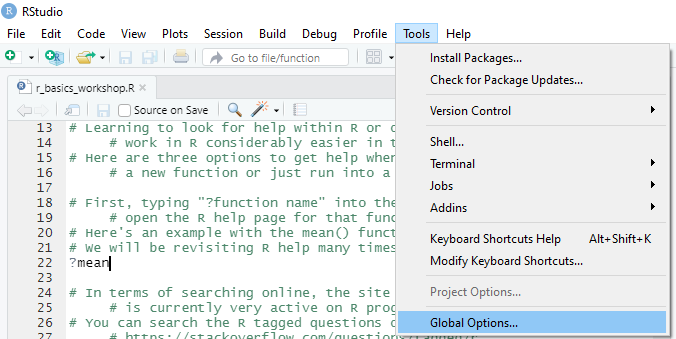 RStudio
File Edit Code View Plots Session Build Debug Profile Tools Help
Go to file/function
r_basics_workshop.R
Source on Save
13 # Learning to look for help within R or
14 # work in R considerably easier in
15 # Here are three options to get help when
16 # a new function or just run into a
17
18 # First, typing "?function name" into the
19 # open the R help page for that
20 # Here's an example with the mean()
21 # We will be revisiting R help many times
22 ?mean
23
24 # In terms of searching online, the site
25 # is currently very active on R
26 # You can search the R tagged questions
27 # https://stackoverflow.com/questions/tagged/r
Install Packages...
Check for Package Updates...
Version Control
Shell...
Terminal
Jobs
Addins
Keyboard Shortcuts Help Alt+Shift+K
Modify Keyboard Shortcuts...
Project Options...
Global Options...